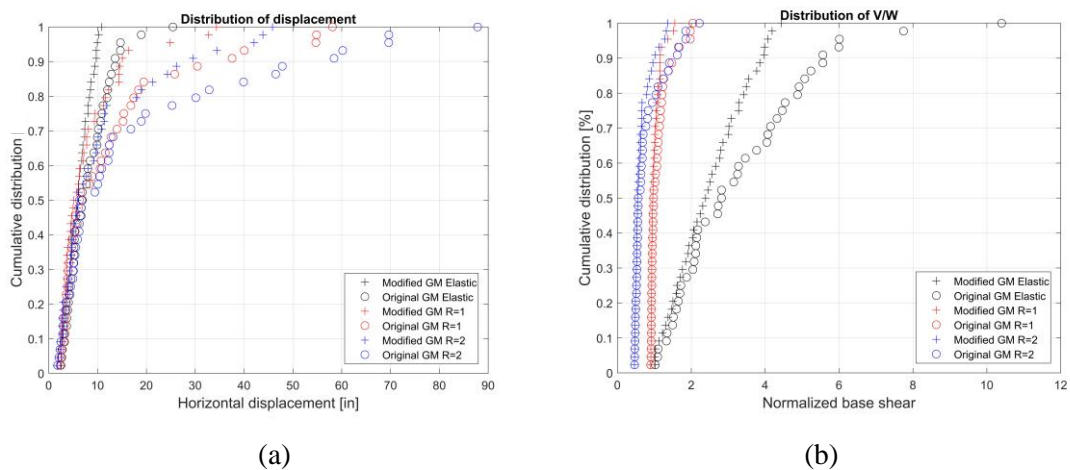 Distribution of displacement
1
0.9
0.8
0.7
0.6
0.5
0.4
0.3
0.2
0.1
0
Cumulative distribution
Modified GM Elastic
Original GM Elastic
Modified GM R=1
Original GM R=1
Modified GM R=2
Original GM R=2
0 10 20 30 40 50 60 70 80 90
Horizontal displacement [in]
(a)
Distribution of V/W
1
0.9
0.8
0.7
0.6
0.5
0.4
0.3
0.2
0.1
0
Cumulative distribution [%]
Modified GM Elastic
Original GM Elastic
Modified GM R=1
Original GM R=1
Modified GM R=2
Original GM R=2
0 2 4 6 8 10 12
Normalized base shear
(b)